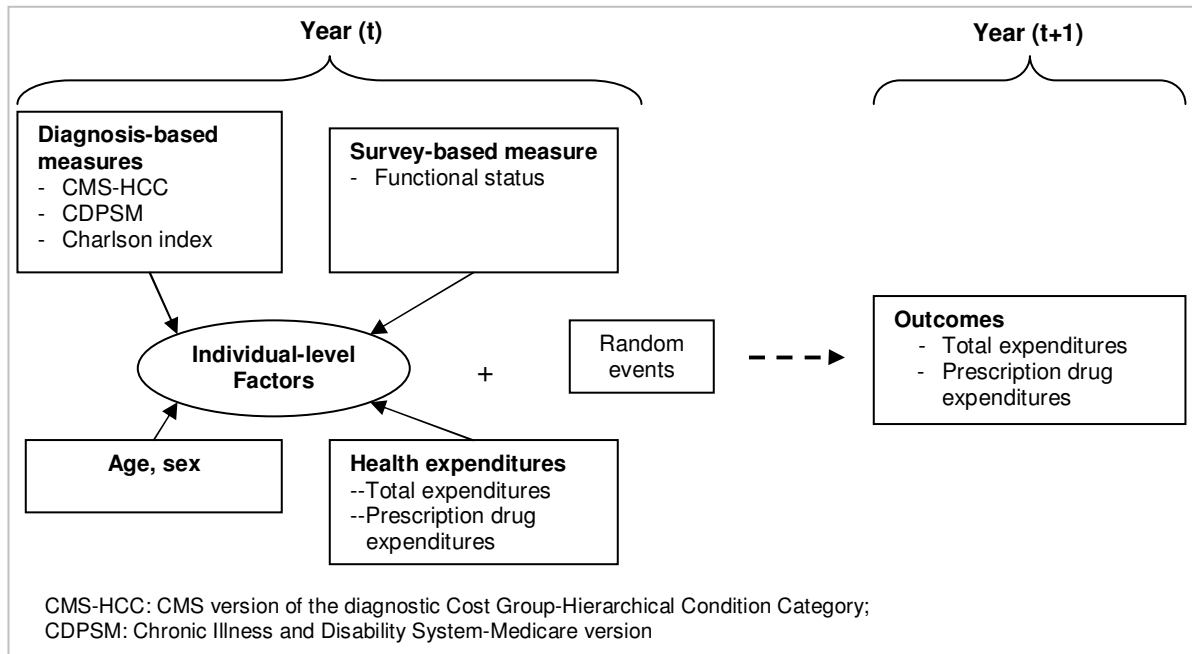 Year (t)
Year (t+1)
Diagnosis-based
measures
- CMS-HCC
- CDPSM
- Charlson index
Survey-based measure
- Functional status
Individual-level
Factors
+
Random
events
Outcomes
- Total expenditures
- Prescription drug
expenditures
Age, sex
Health expenditures
--Total expenditures
--Prescription drug
expenditures
CMS-HCC: CMS version of the diagnostic Cost Group-Hierarchical Condition Category;
CDPSM: Chronic Illness and Disability System-Medicare version